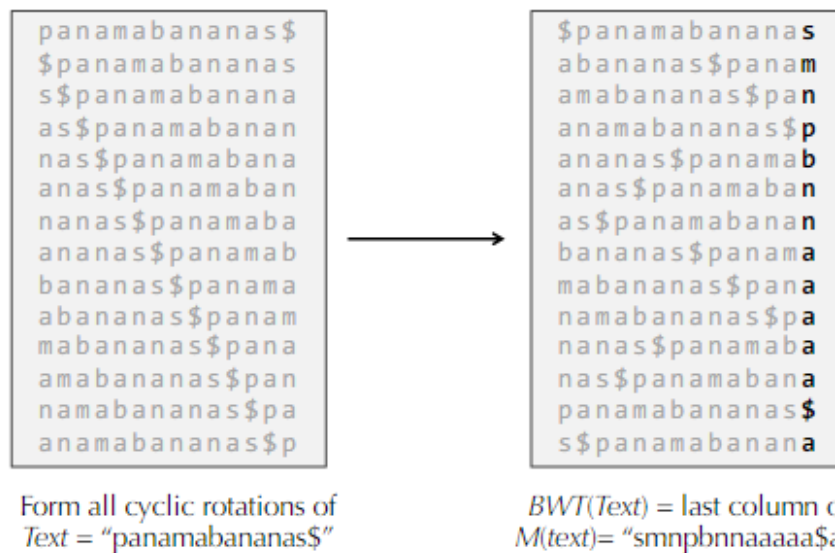 panamabananas$
$panamabananas
s$panamabanana
as$panamabanan
nas$panamabana
anas$panamaban
nanas$panamaba
ananas$panamab
bananas$panama
abananas$panam
mabananas$pana
amabananas$pan
namabananas$pa
anamabananas$p
Form all cyclic rotations of
Text = “panamabananas$”
$panamabananas
abananas$panam
amabananas$pan
anamabananas$p
ananas$panamab
anas$panamaban
as$panamabanan
bananas$panama
mabananas$pana
namabananas$pa
nanas$panamaba
nas$panamabana
panamabananas$
s$panamabanana
BWT(Text) = last column o
M(text)= “smnpbnnaaaaa$a